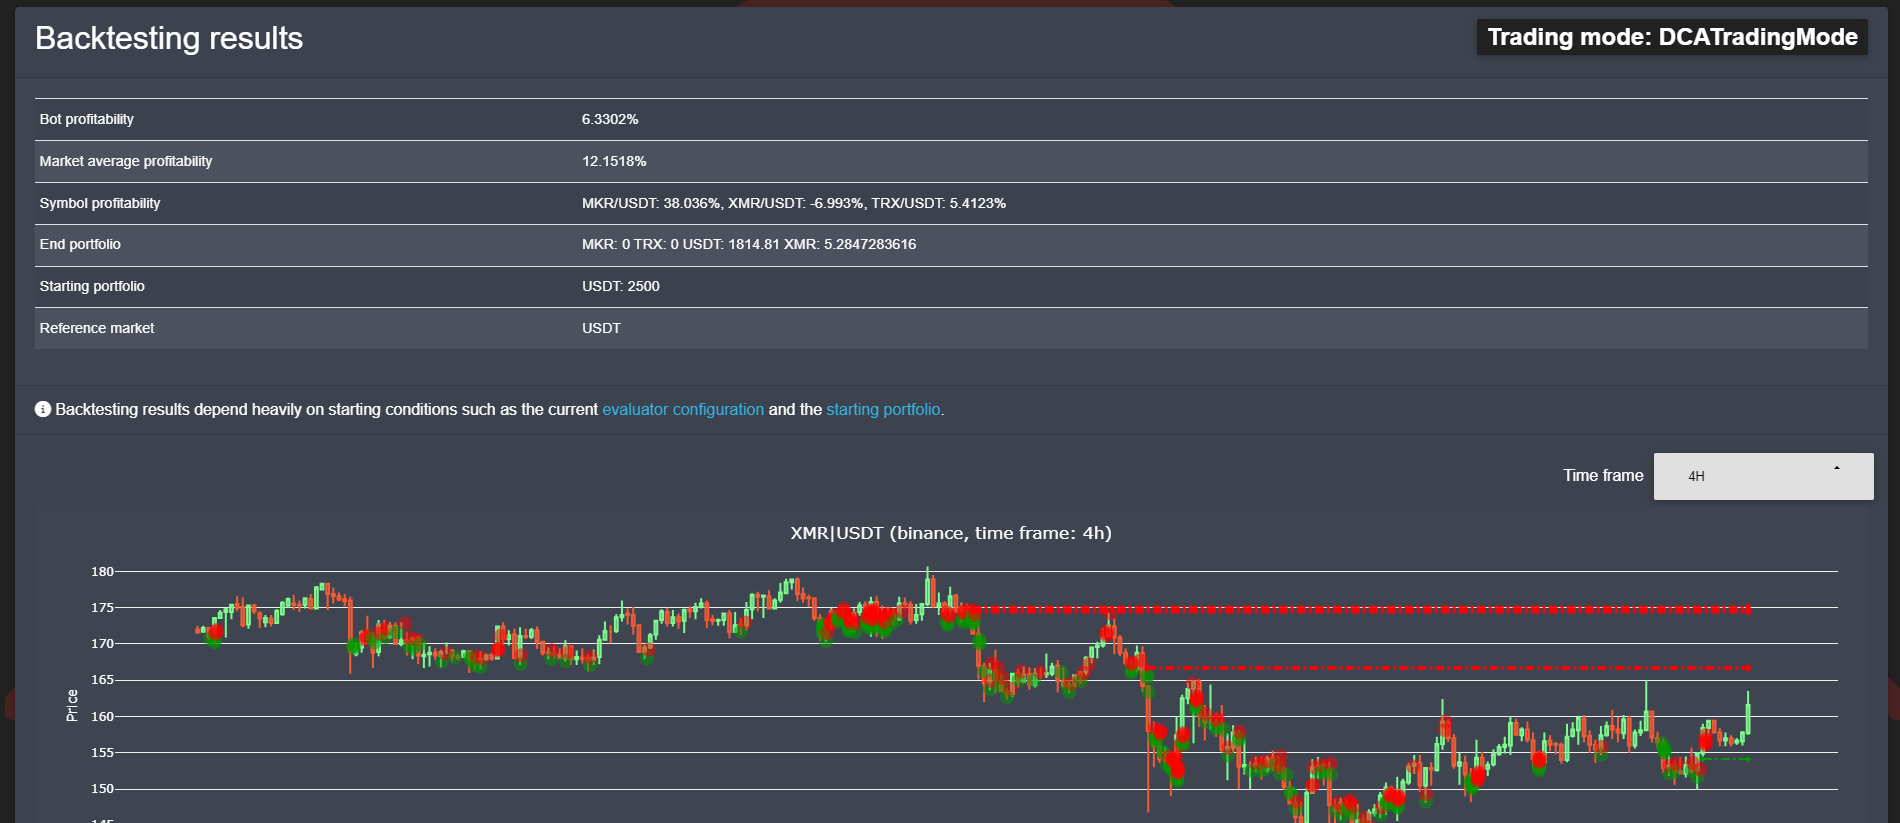 Backtesting results
Trading mode: DCATradingMode
Bot profitability 6.3302%
Market average profitability 12.1518%
Symbol profitability MKR/USDT: 38.036%, XMR/USDT: -6.993%, TRX/USDT: 5.4123%
End portfolio MKR: 0 TRX: 0 USDT: 1814.81 XMR: 5.2847283616
Starting portfolio USDT: 2500
Reference market USDT
Backtesting results depend heavily on starting conditions such as the current evaluator configuration and the starting portfolio.
Time frame 4H
XMR|USDT (binance, time frame: 4h)
180
175
170
165
Price
160
155
150
145